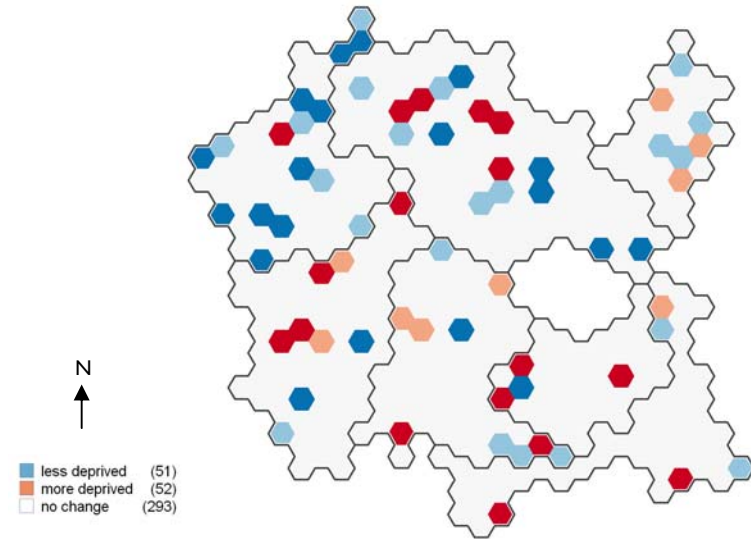 N
less deprived (51)
more deprived (52)
no change (293)